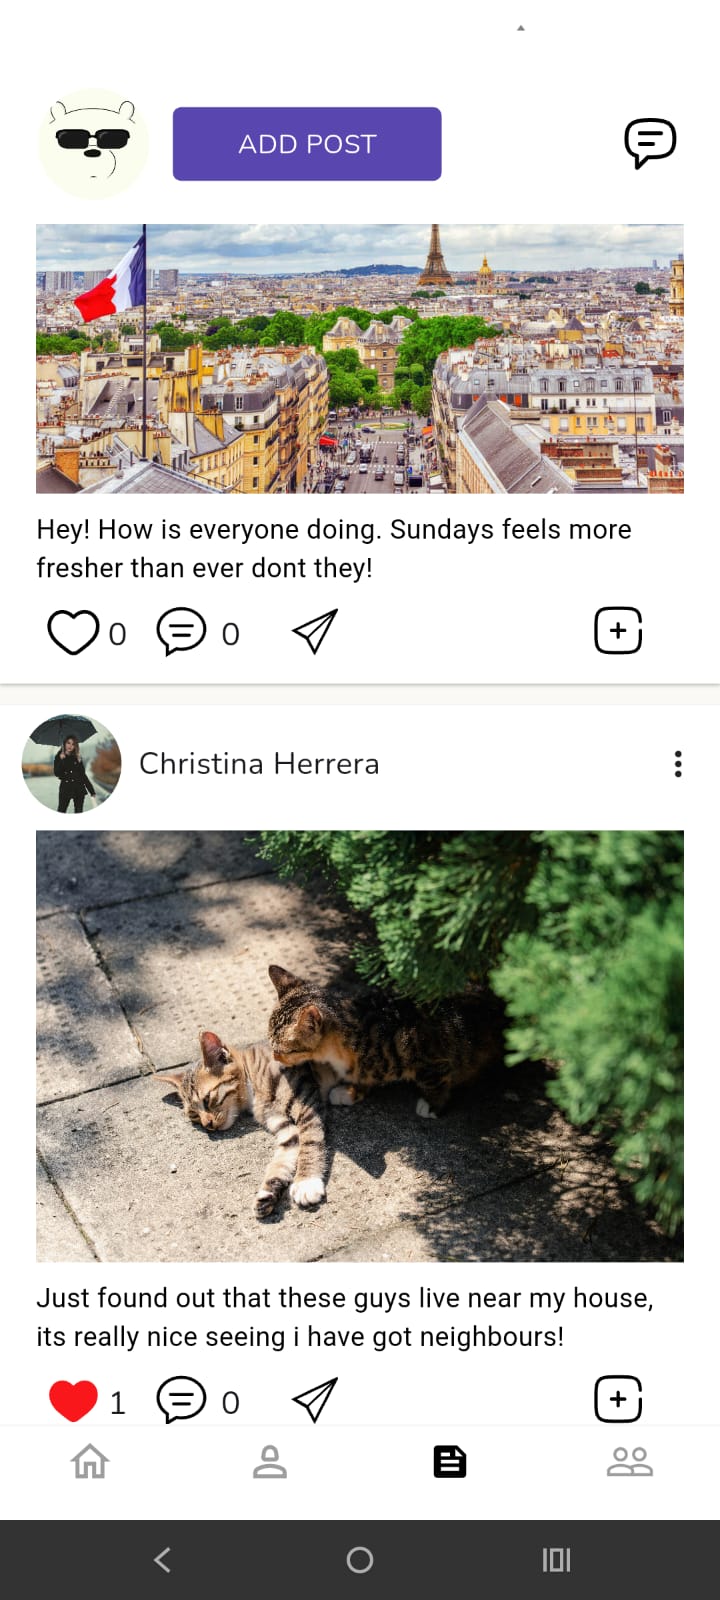 ADD POST
Hey! How is everyone doing. Sundays feels more
fresher than ever dont they!
0 0
Christina Herrera
Just found out that these guys live near my house,
its really nice seeing i have got neighbours!
1 0